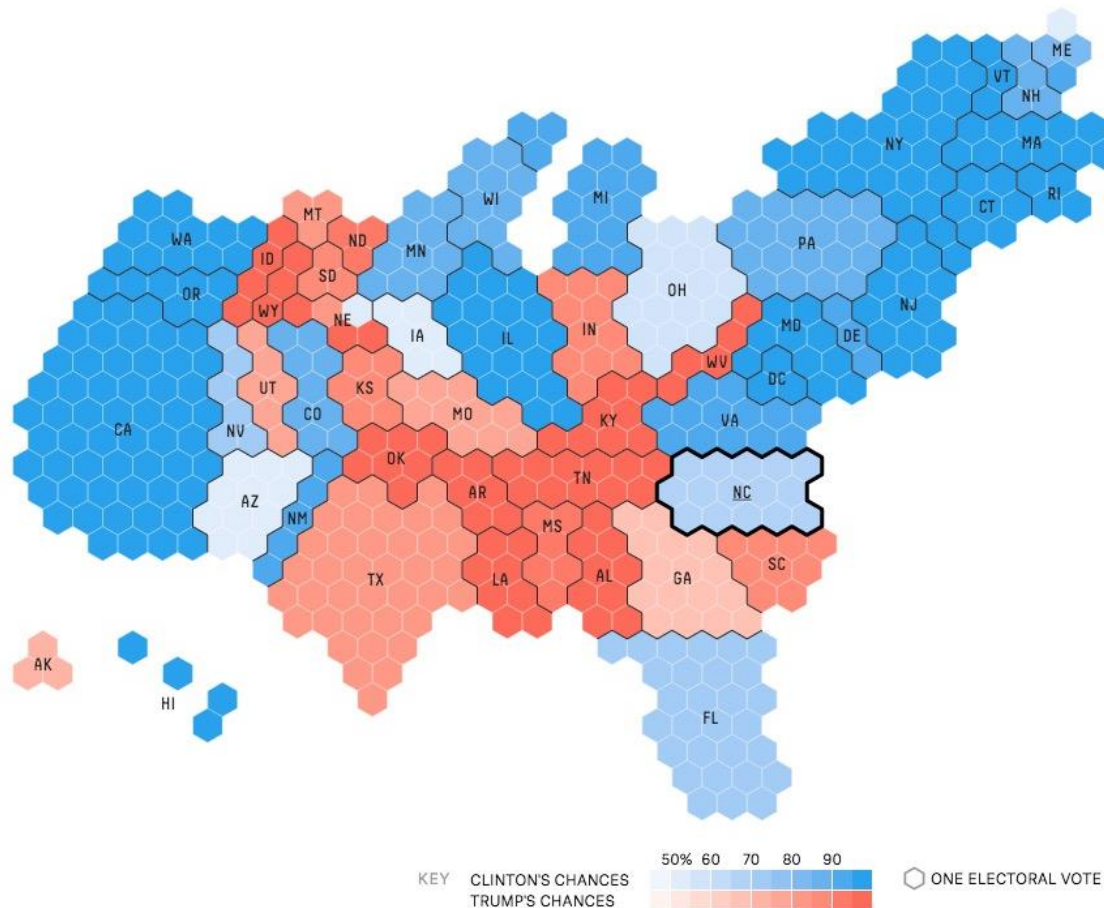 ME
VT
NH
NY
MA
WI
MI
CT
RI
MT
WA
ND
MN
PA
ID
SD
OR
OH
NJ
WY
NE
IA
IL
IN
MD
DE
WV
UT
KS
DC
CA
NV
CO
MO
KY
VA
OK
TN
AZ
NM
AR
NC
MS
TX
LA
AL
GA
SC
AK
HI
FL
50% 60 70 80 90
KEY CLINTON'S CHANCES
TRUMP'S CHANCES
ONE ELECTORAL VOTE